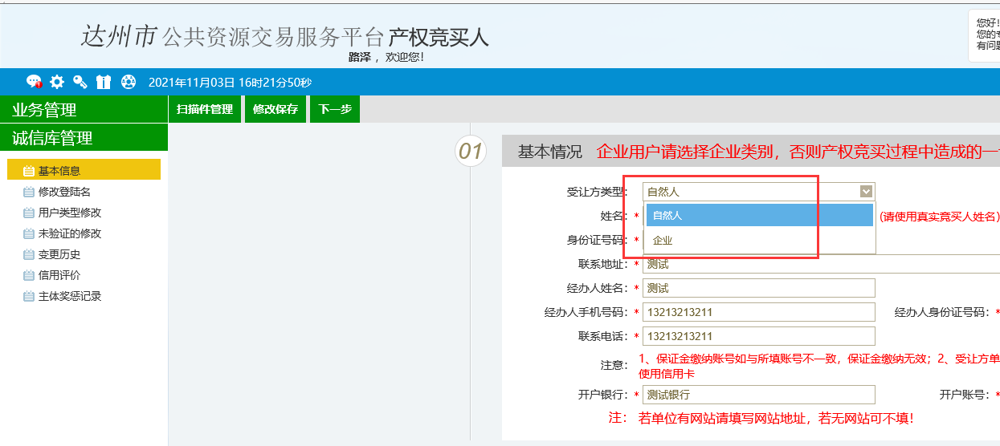 达州市公共资源交易服务平台 产权竞买人
路泽 ，欢迎您！
您好！
您的专
有问题
2021年11月03日 16时21分50秒
业务管理
诚信库管理
基本信息
修改登陆名
用户类型修改
未验证的修改
变更历史
信用评价
主体奖惩记录
扫描件管理 修改保存 下一步
01
基本情况 企业用户请选择企业类别，否则产权竞买过程中造成的一
受让方类型： 自然人
自然人
企业
姓名： * (请使用真实竞买人姓名)
身份证号码： *
联系地址： * 测试
经办人姓名： * 测试
经办人手机号码： * 13213213211 经办人身份证号码： *
联系电话： * 13213213211
注意： 1、保证金缴纳账号如与所填账号不一致，保证金缴纳无效；2、受让方单
使用信用卡
开户银行： * 测试银行 开户账号： *
注： 若单位有网站请填写网站地址，若无网站可不填！